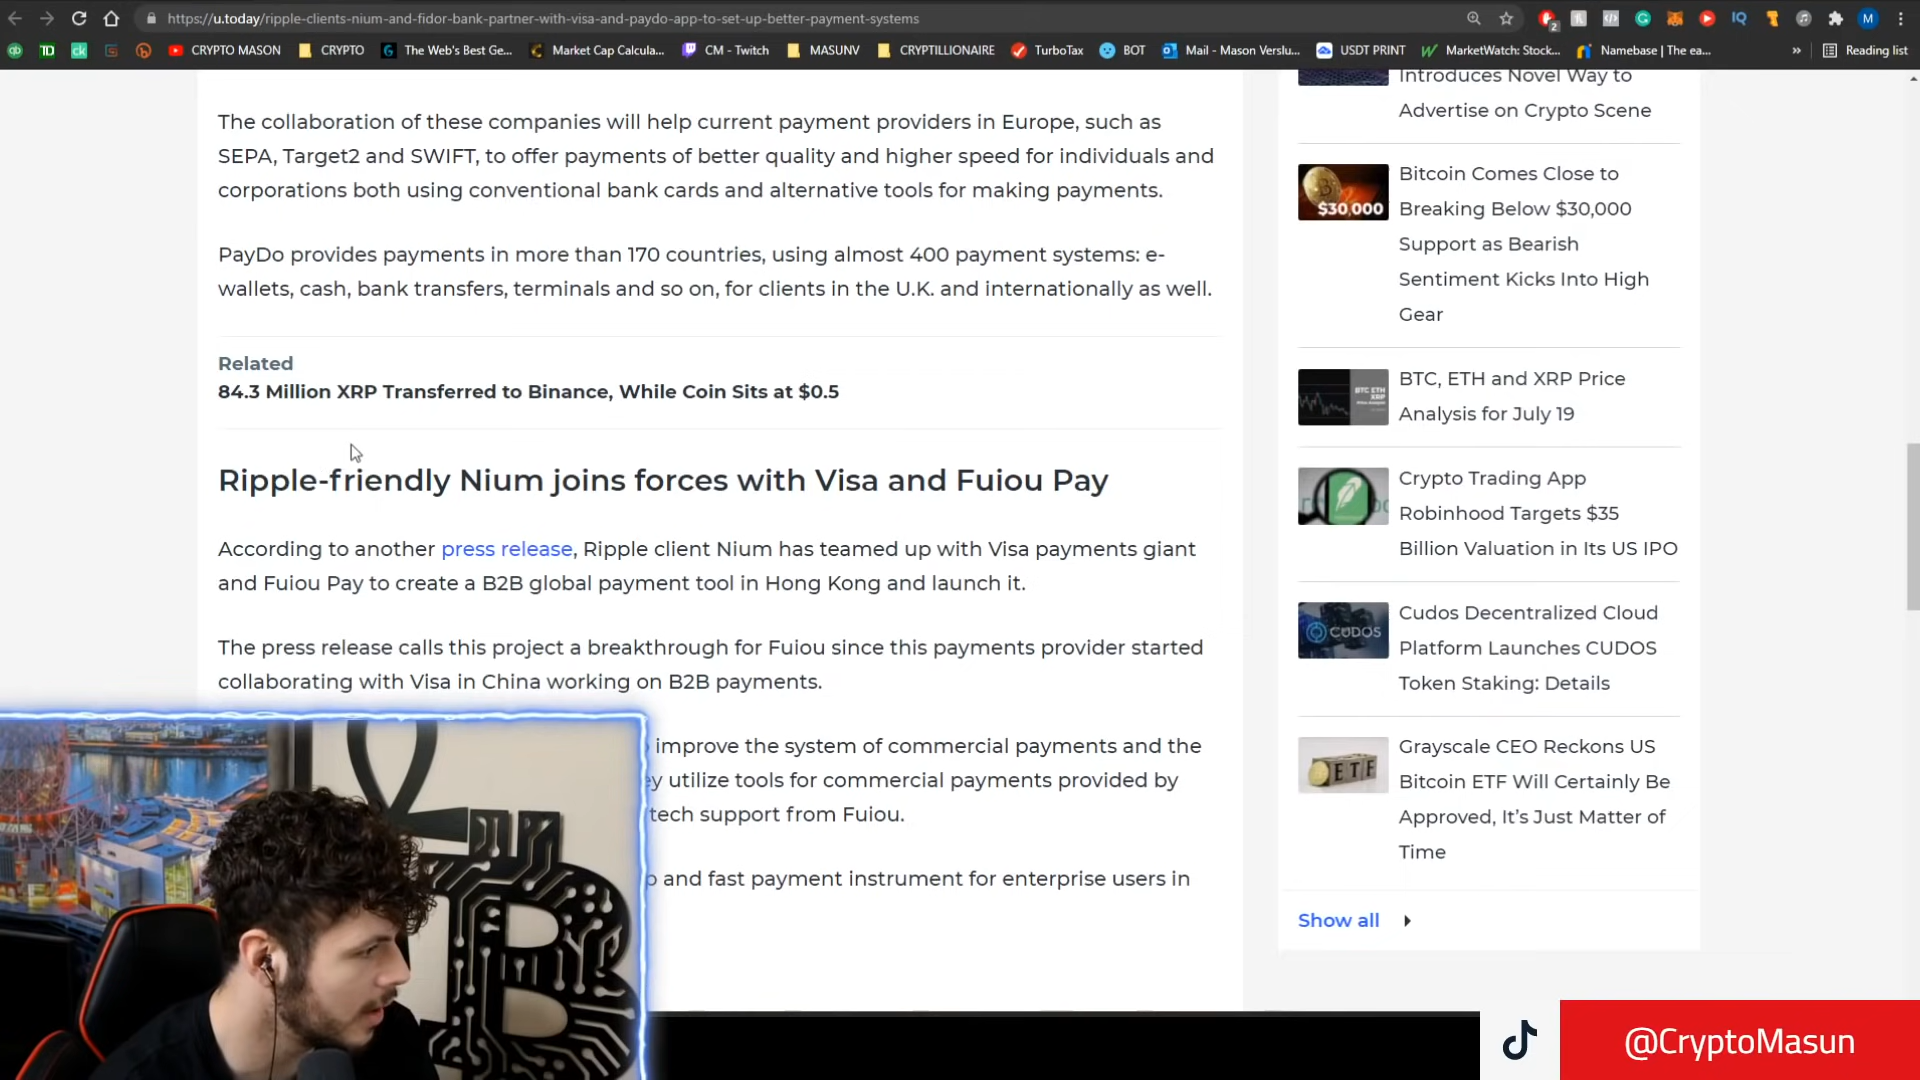 https://u.today/ripple-clients-nium-and-fidor-bank-partner-with-visa-and-paydo-app-to-set-up-better-payment-systems
CRYPTO MASON
CRYPTO
The Web's Best Ge...
Market Cap Calcula...
CM - Twitch
MASUNV
CRYPTILLIONAIRE
TurboTax
BOT
Mail - Mason Verslu...
USDT PRINT
MarketWatch: Stock...
Namebase | The ea...
»
Reading list
The collaboration of these companies will help current payment providers in Europe, such as
SEPA, Target2 and SWIFT, to offer payments of better quality and higher speed for individuals and
corporations both using conventional bank cards and alternative tools for making payments.
PayDo provides payments in more than 170 countries, using almost 400 payment systems: e-
wallets, cash, bank transfers, terminals and so on, for clients in the U.K. and internationally as well.
Related
84.3 Million XRP Transferred to Binance, While Coin Sits at $0.5
Ripple-friendly Nium joins forces with Visa and Fuiou Pay
According to another press release, Ripple client Nium has teamed up with Visa payments giant
and Fuiou Pay to create a B2B global payment tool in Hong Kong and launch it.
The press release calls this project a breakthrough for Fuiou since this payments provider started
collaborating with Visa in China working on B2B payments.
improve the system of commercial payments and the
utilize tools for commercial payments provided by
tech support from Fuiou.
and fast payment instrument for enterprise users in
Introduces Novel Way to
Advertise on Crypto Scene
$30,000
Bitcoin Comes Close to
Breaking Below $30,000
Support as Bearish
Sentiment Kicks Into High
Gear
BTC ETH
XRP
BTC, ETH and XRP Price
Analysis for July 19
Crypto Trading App
Robinhood Targets $35
Billion Valuation in Its US IPO
CUDOS
Cudos Decentralized Cloud
Platform Launches CUDOS
Token Staking: Details
ETF
Grayscale CEO Reckons US
Bitcoin ETF Will Certainly Be
Approved, It's Just Matter of
Time
Show all
@CryptoMasun